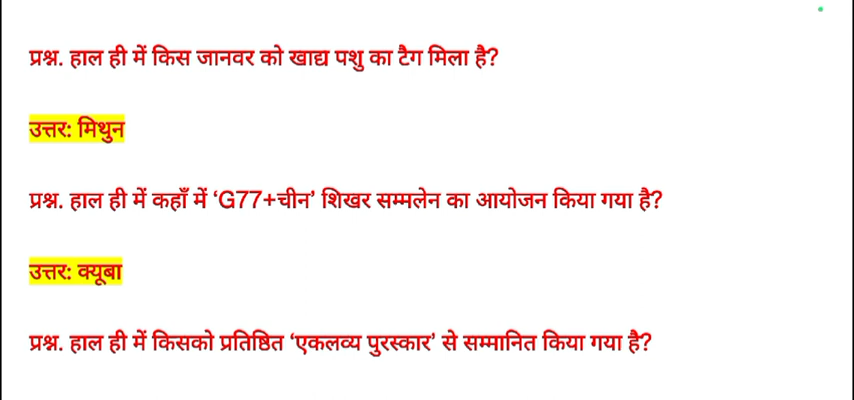 प्रश्न. हाल ही में किस जानवर को खाद्य पशु का टैग मिला है?
उत्तर: मिथुन
प्रश्न. हाल ही में कहाँ में ‘G77+चीन’ शिखर सम्मलेन का आयोजन किया गया है?
उत्तर: क्यूबा
प्रश्न. हाल ही में किसको प्रतिष्ठित ‘एकलव्य पुरस्कार’ से सम्मानित किया गया है?